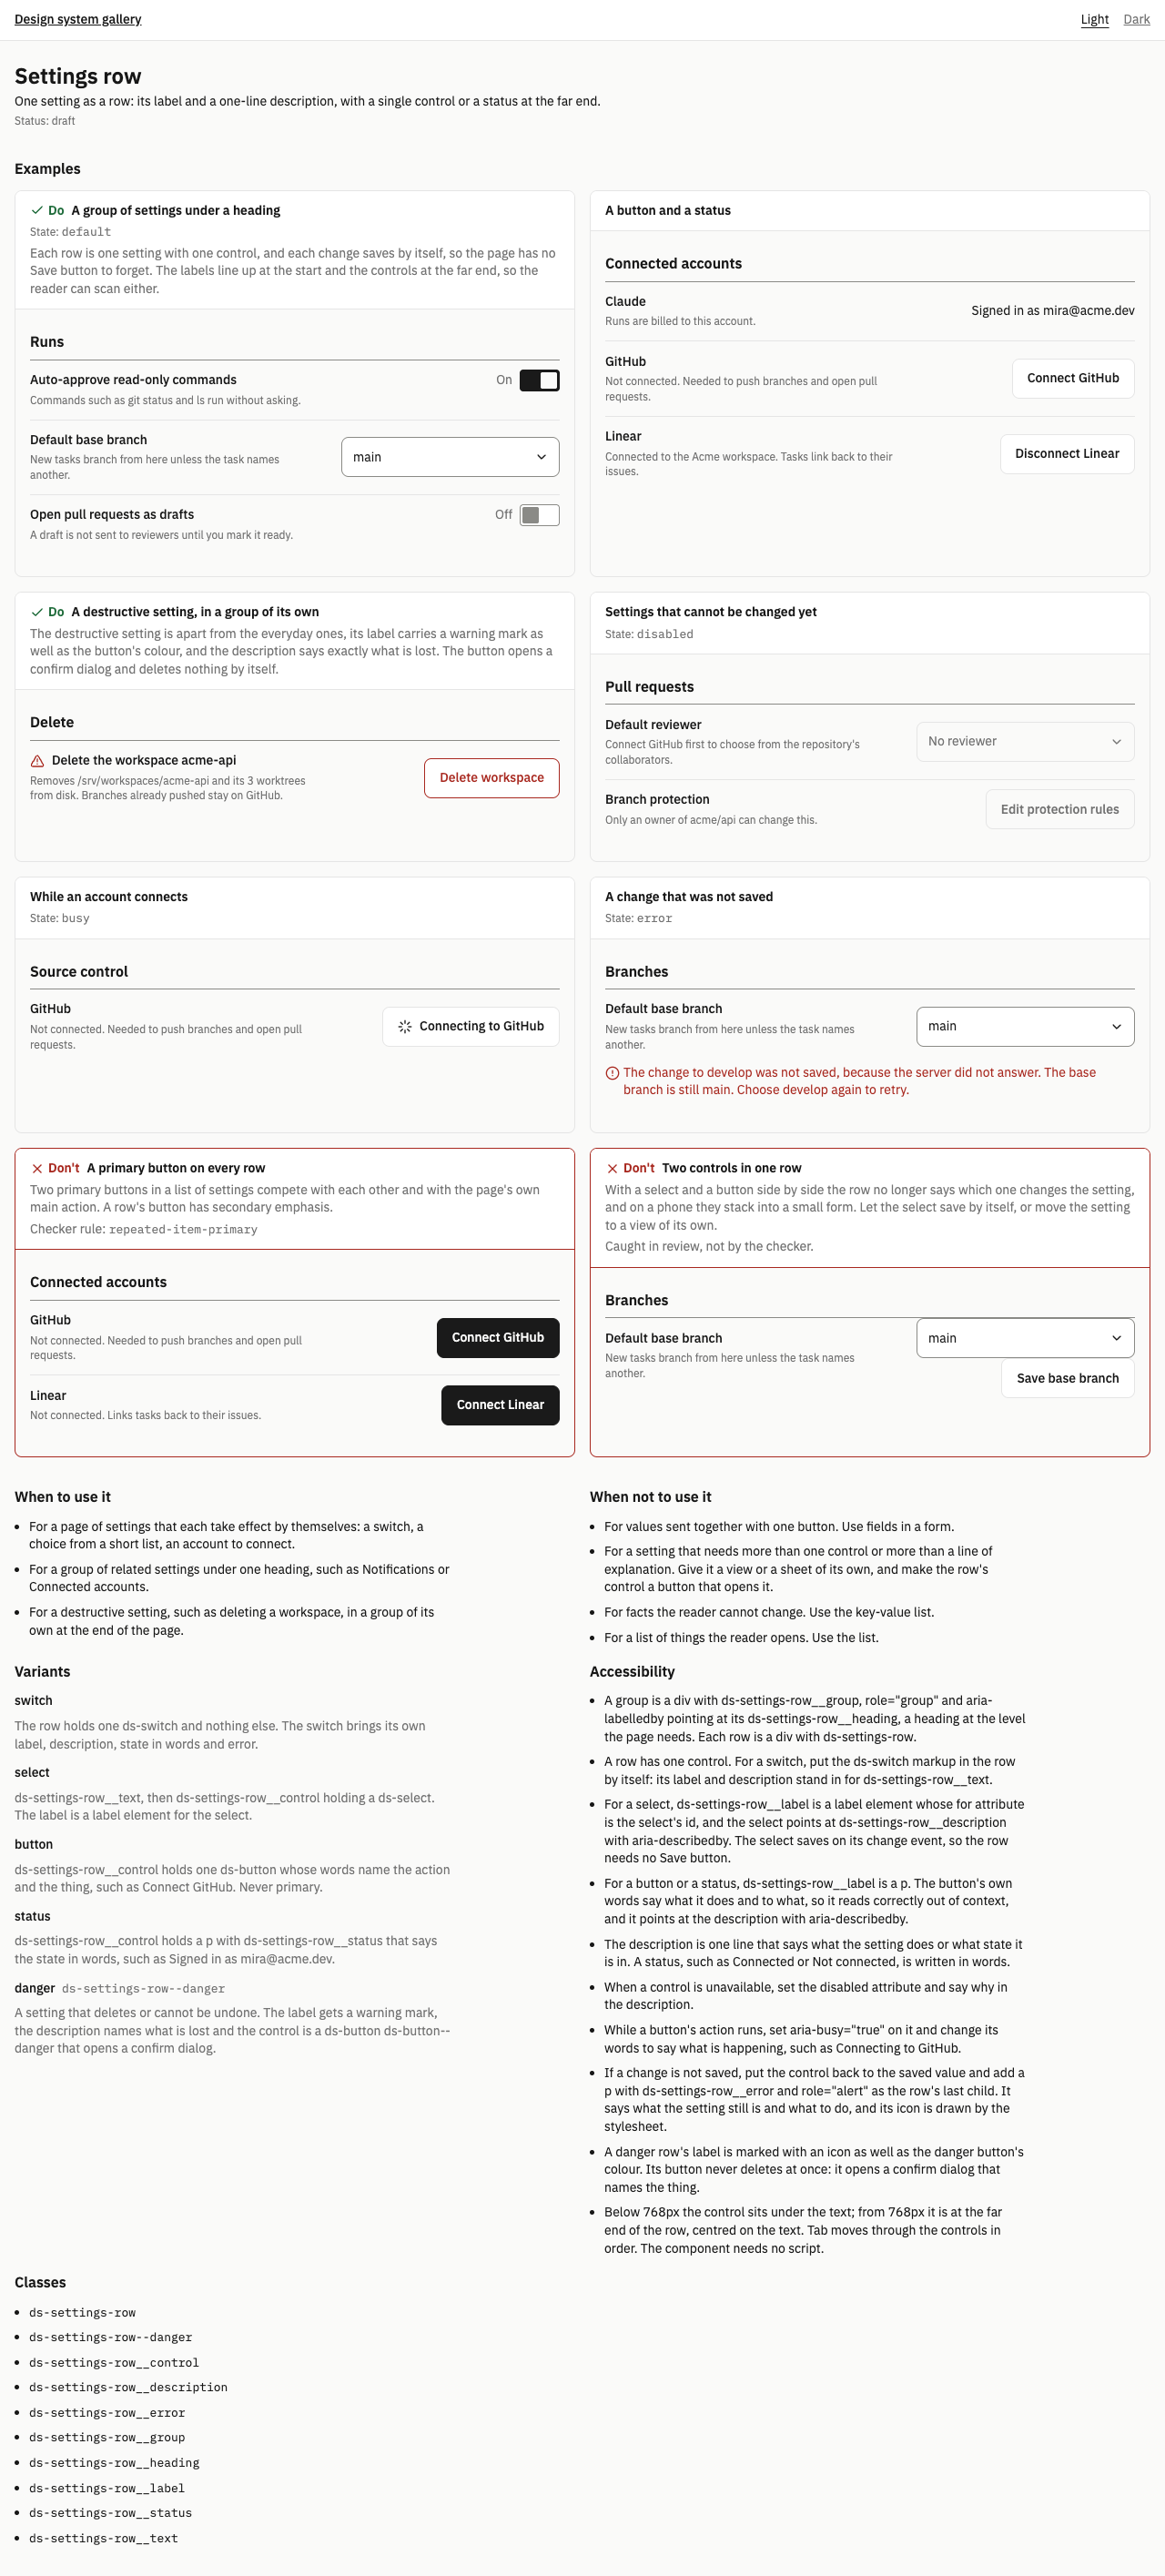 Design system gallery
Light Dark
Settings row
One setting as a row: its label and a one-line description, with a single control or a status at the far end.
Status: draft
Examples
Do A group of settings under a heading
State: default
Each row is one setting with one control, and each change saves by itself, so the page has no
Save button to forget. The labels line up at the start and the controls at the far end, so the
reader can scan either.
Runs
Auto-approve read-only commands
On
Commands such as git status and ls run without asking.
Default base branch
New tasks branch from here unless the task names
another.
main
Open pull requests as drafts
Off
A draft is not sent to reviewers until you mark it ready.
A button and a status
Connected accounts
Claude
Runs are billed to this account.
Signed in as mira@acme.dev
GitHub
Not connected. Needed to push branches and open pull
requests.
Connect GitHub
Linear
Connected to the Acme workspace. Tasks link back to their
issues.
Disconnect Linear
Do A destructive setting, in a group of its own
The destructive setting is apart from the everyday ones, its label carries a warning mark as
well as the button's colour, and the description says exactly what is lost. The button opens a
confirm dialog and deletes nothing by itself.
Delete
Delete the workspace acme-api
Removes /srv/workspaces/acme-api and its 3 worktrees
from disk. Branches already pushed stay on GitHub.
Delete workspace
Settings that cannot be changed yet
State: disabled
Pull requests
Default reviewer
Connect GitHub first to choose from the repository's
collaborators.
No reviewer
Branch protection
Only an owner of acme/api can change this.
Edit protection rules
While an account connects
State: busy
Source control
GitHub
Not connected. Needed to push branches and open pull
requests.
Connecting to GitHub
A change that was not saved
State: error
Branches
Default base branch
New tasks branch from here unless the task names
another.
main
The change to develop was not saved, because the server did not answer. The base
branch is still main. Choose develop again to retry.
Don't A primary button on every row
Two primary buttons in a list of settings compete with each other and with the page's own
main action. A row's button has secondary emphasis.
Checker rule: repeated-item-primary
Connected accounts
GitHub
Not connected. Needed to push branches and open pull
requests.
Connect GitHub
Linear
Not connected. Links tasks back to their issues.
Connect Linear
Don't Two controls in one row
With a select and a button side by side the row no longer says which one changes the setting,
and on a phone they stack into a small form. Let the select save by itself, or move the setting
to a view of its own.
Caught in review, not by the checker.
Branches
Default base branch
New tasks branch from here unless the task names
another.
main
Save base branch
When to use it
For a page of settings that each take effect by themselves: a switch, a
choice from a short list, an account to connect.
For a group of related settings under one heading, such as Notifications or
Connected accounts.
For a destructive setting, such as deleting a workspace, in a group of its
own at the end of the page.
When not to use it
For values sent together with one button. Use fields in a form.
For a setting that needs more than one control or more than a line of
explanation. Give it a view or a sheet of its own, and make the row's
control a button that opens it.
For facts the reader cannot change. Use the key-value list.
For a list of things the reader opens. Use the list.
Variants
switch
The row holds one ds-switch and nothing else. The switch brings its own
label, description, state in words and error.
select
ds-settings-row__text, then ds-settings-row__control holding a ds-select.
The label is a label element for the select.
button
ds-settings-row__control holds one ds-button whose words name the action
and the thing, such as Connect GitHub. Never primary.
status
ds-settings-row__control holds a p with ds-settings-row__status that says
the state in words, such as Signed in as mira@acme.dev.
danger ds-settings-row--danger
A setting that deletes or cannot be undone. The label gets a warning mark,
the description names what is lost and the control is a ds-button ds-button--
danger that opens a confirm dialog.
Accessibility
A group is a div with ds-settings-row__group, role="group" and aria-
labelledby pointing at its ds-settings-row__heading, a heading at the level
the page needs. Each row is a div with ds-settings-row.
A row has one control. For a switch, put the ds-switch markup in the row
by itself: its label and description stand in for ds-settings-row__text.
For a select, ds-settings-row__label is a label element whose for attribute
is the select's id, and the select points at ds-settings-row__description
with aria-describedby. The select saves on its change event, so the row
needs no Save button.
For a button or a status, ds-settings-row__label is a p. The button's own
words say what it does and to what, so it reads correctly out of context,
and it points at the description with aria-describedby.
The description is one line that says what the setting does or what state it
is in. A status, such as Connected or Not connected, is written in words.
When a control is unavailable, set the disabled attribute and say why in
the description.
While a button's action runs, set aria-busy="true" on it and change its
words to say what is happening, such as Connecting to GitHub.
If a change is not saved, put the control back to the saved value and add a
p with ds-settings-row__error and role="alert" as the row's last child. It
says what the setting still is and what to do, and its icon is drawn by the
stylesheet.
A danger row's label is marked with an icon as well as the danger button's
colour. Its button never deletes at once: it opens a confirm dialog that
names the thing.
Below 768px the control sits under the text; from 768px it is at the far
end of the row, centred on the text. Tab moves through the controls in
order. The component needs no script.
Classes
ds-settings-row
ds-settings-row--danger
ds-settings-row__control
ds-settings-row__description
ds-settings-row__error
ds-settings-row__group
ds-settings-row__heading
ds-settings-row__label
ds-settings-row__status
ds-settings-row__text